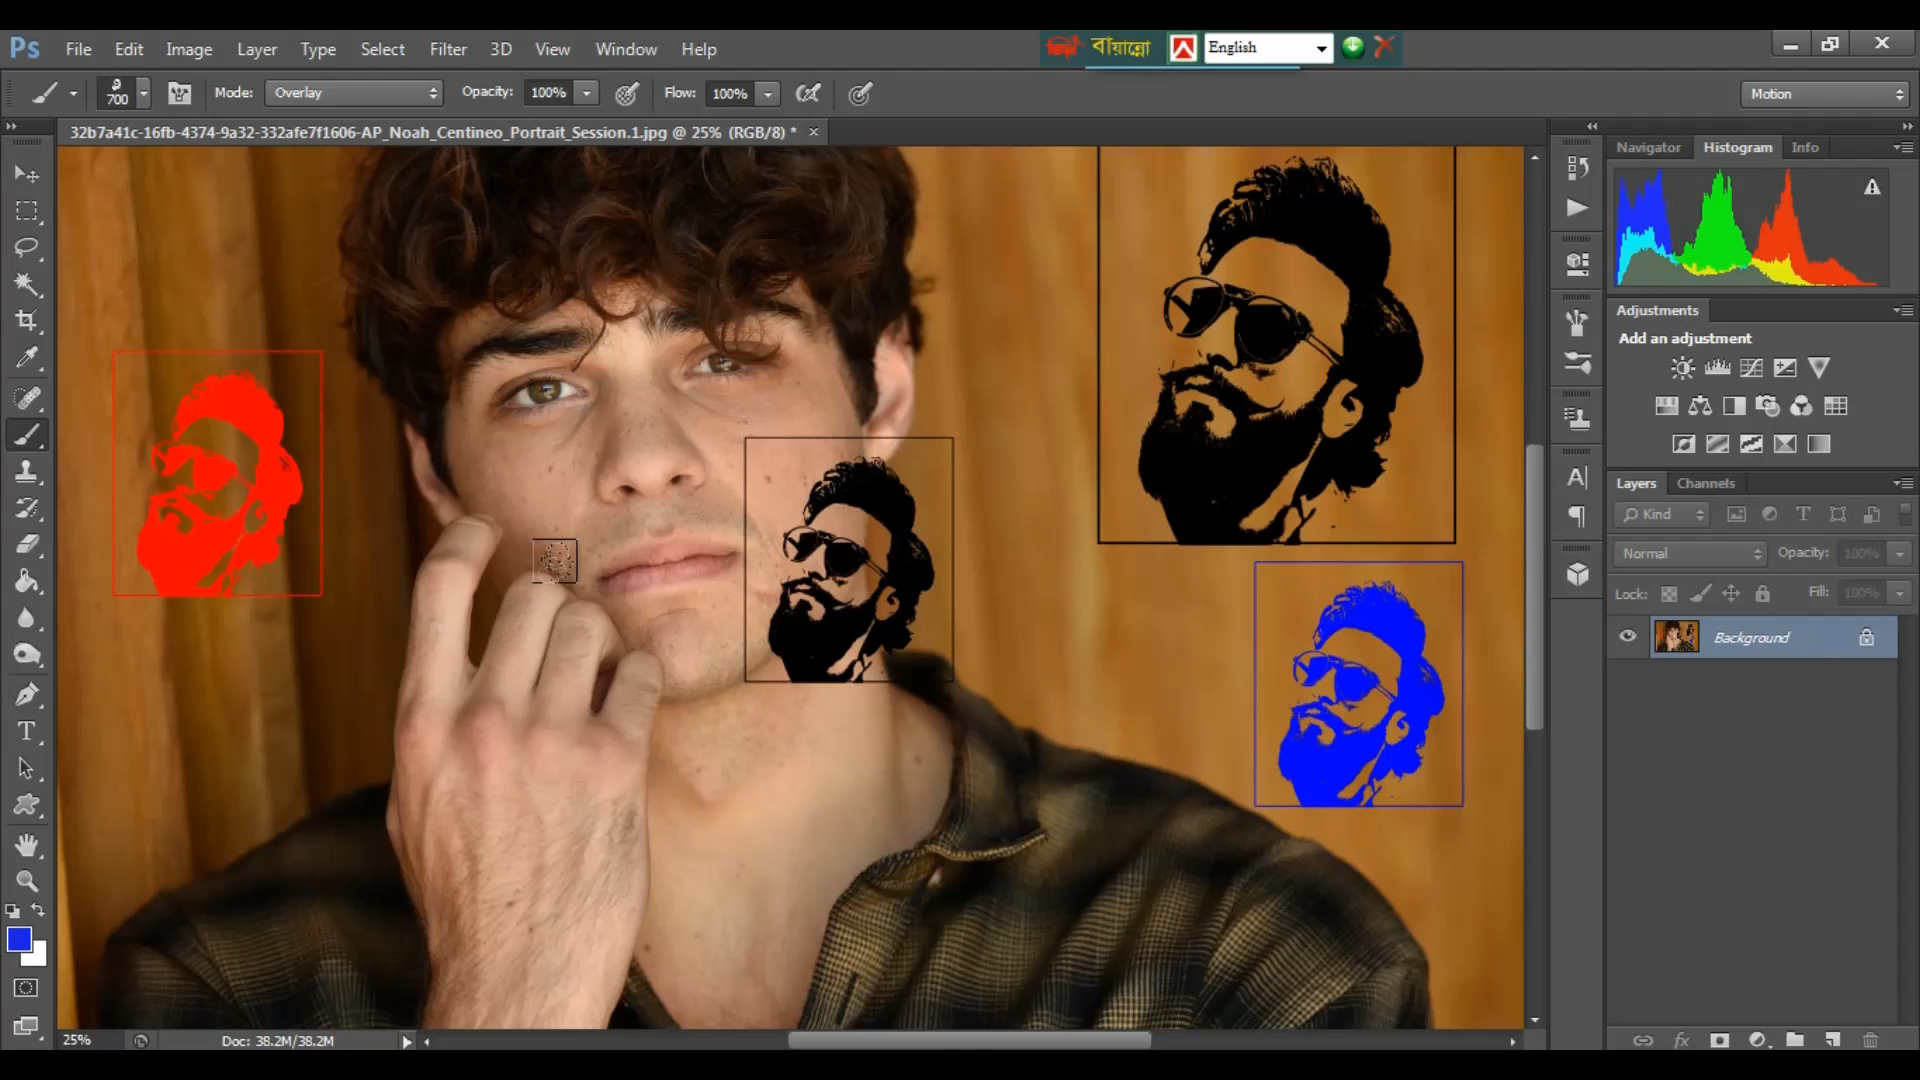 Ps File Edit Image Layer Type Select Filter 3D View Window Help
বায়ান্নো English
700 Mode: Overlay Opacity: 100% Flow: 100% Motion
32b7a41c-16fb-4374-9a32-332afe7f1606-AP_Noah_Centineo_Portrait_Session.1.jpg @ 25% (RGB/8) *
Navigator Histogram Info
Adjustments
Add an adjustment
Layers Channels
Kind
Normal Opacity: 100%
Lock: Fill: 100%
Background
25% Doc: 38.2M/38.2M